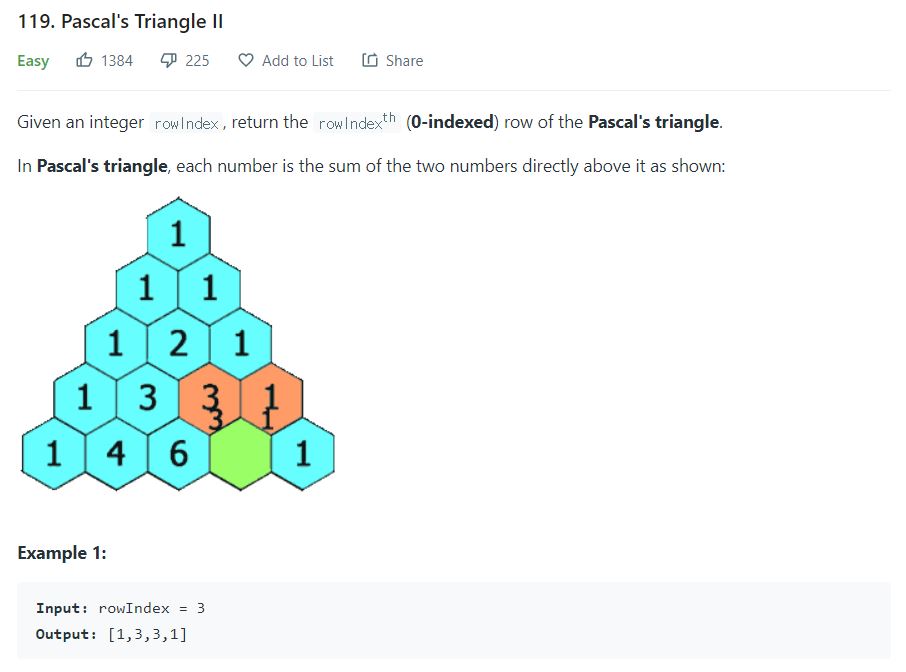 119. Pascal's Triangle II
Easy 1384 225 Add to List Share
Given an integer rowIndex, return the rowIndexth (0-indexed) row of the Pascal's triangle.
In Pascal's triangle, each number is the sum of the two numbers directly above it as shown:
1
1 1
1 2 1
1 3 3 1
3 1
1 4 6 1
Example 1:
Input: rowIndex = 3
Output: [1,3,3,1]